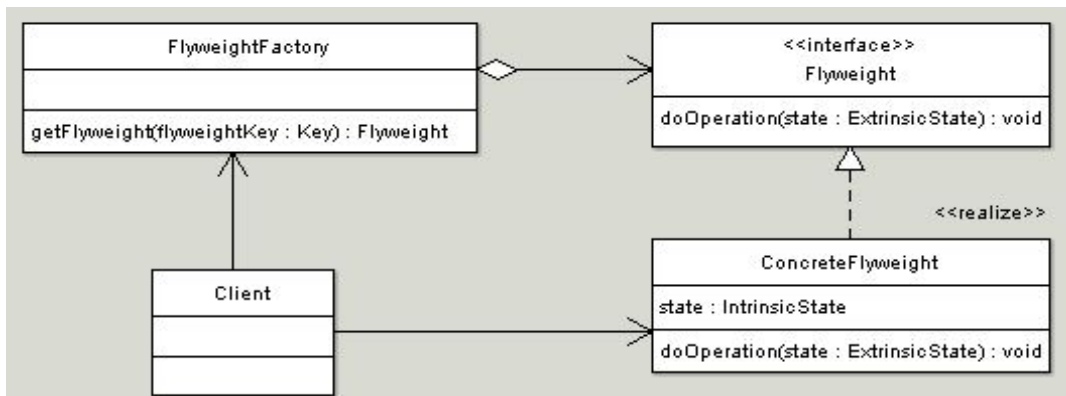 FlyweightFactory
getFlyweight(flyweightKey : Key) : Flyweight
<<interface>>
Flyweight
doOperation(state : ExtrinsicState) : void
<<realize>>
Client
ConcreteFlyweight
state : IntrinsicState
doOperation(state : ExtrinsicState) : void